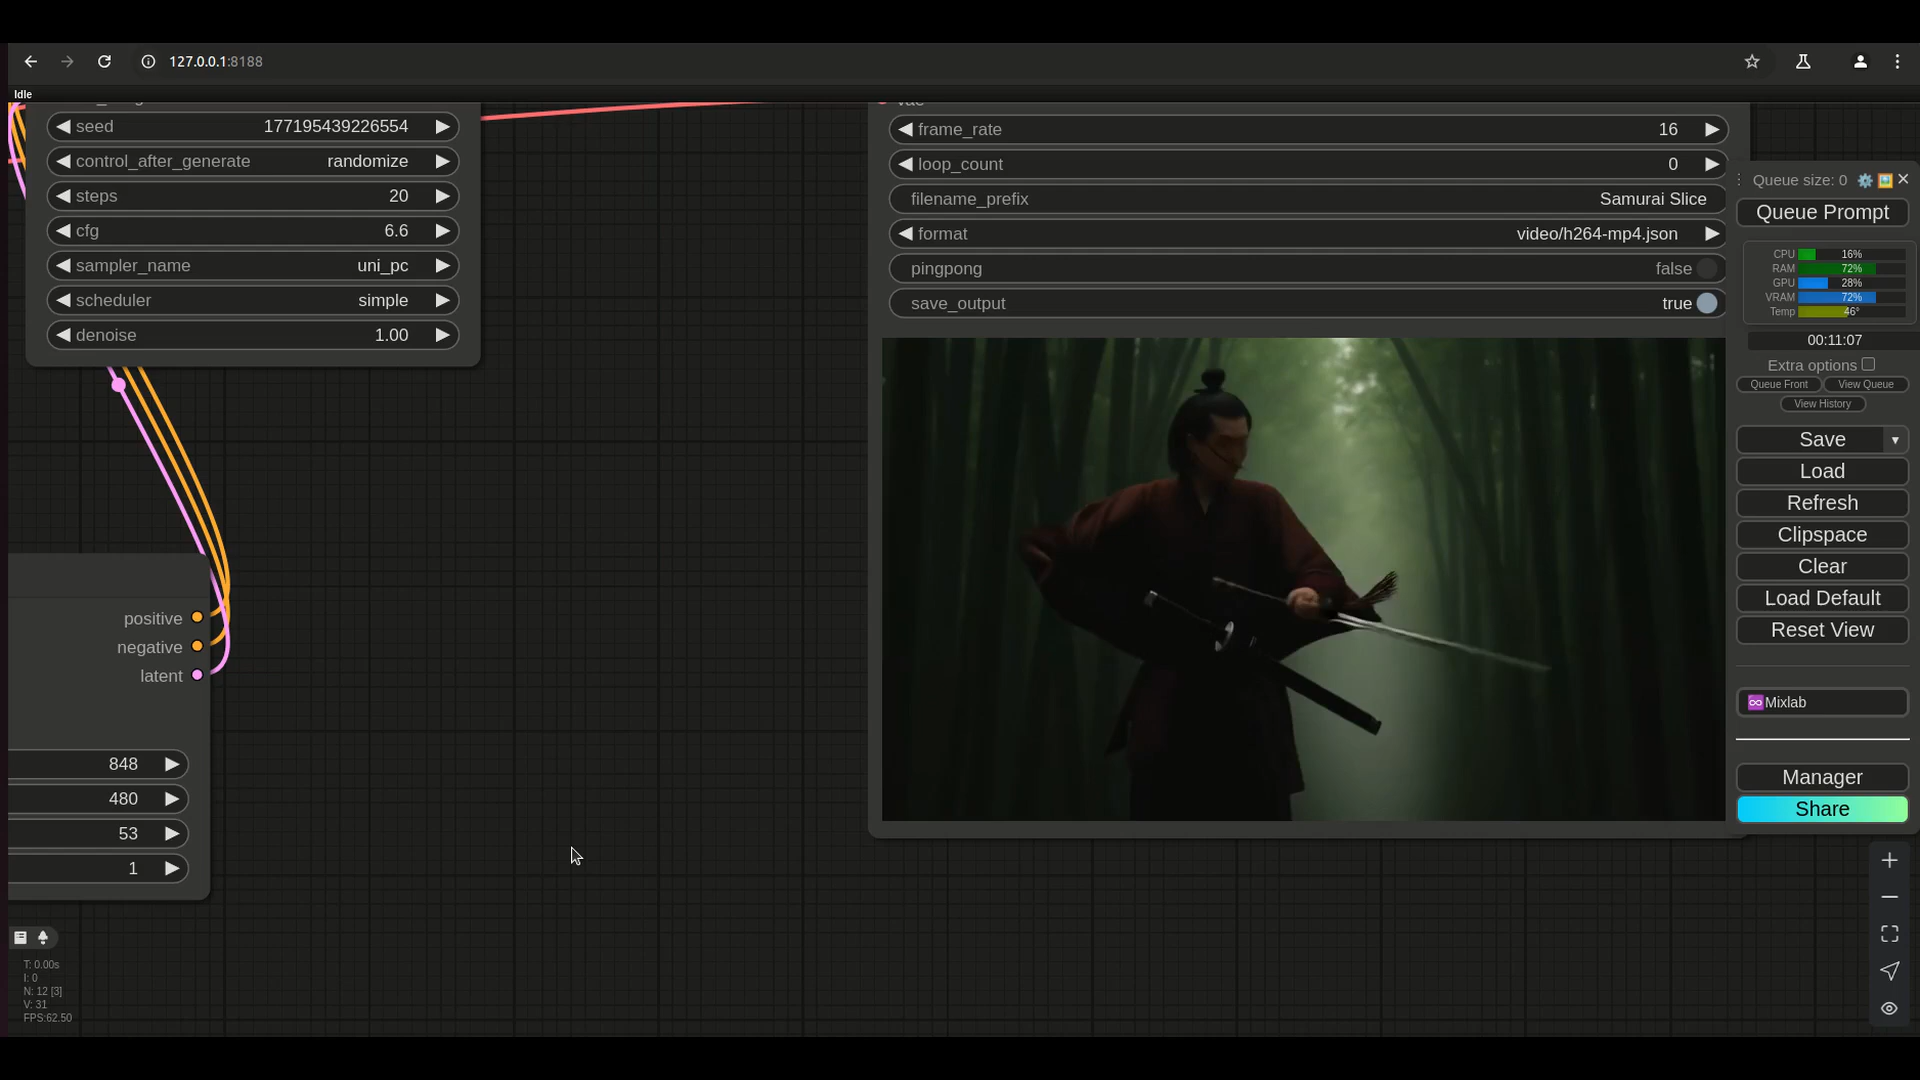 127.0.0.1:8188
Idle
seed 177195439226554
control_after_generate randomize
steps 20
cfg 6.6
sampler_name uni_pc
scheduler simple
denoise 1.00
positive
negative
latent
848
480
53
1
T: 0.00s
I: 0
N: 12 [3]
V: 31
FPS:62.50
vae
frame_rate 16
loop_count 0
filename_prefix Samurai Slice
format video/h264-mp4.json
pingpong false
save_output true
Queue size: 0
Queue Prompt
CPU 16%
RAM 72%
GPU 28%
VRAM 72%
Temp 46°
00:11:07
Extra options
Queue Front View Queue
View History
Save
Load
Refresh
Clipspace
Clear
Load Default
Reset View
Mixlab
Manager
Share